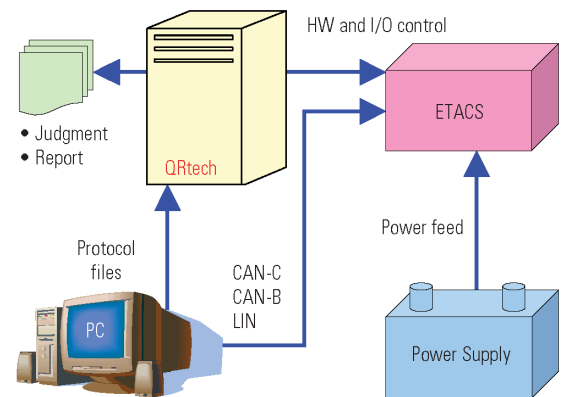 HW and I/O control
ETACS
• Judgment
• Report
QRtech
Protocol
files
Power feed
CAN-C
CAN-B
LIN
PC
Power Supply